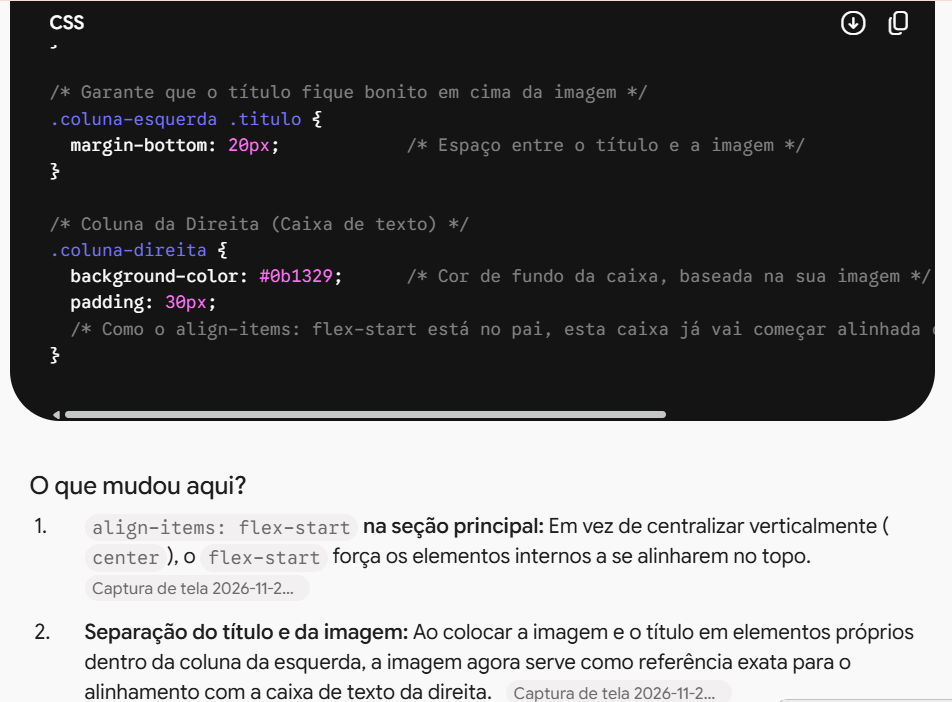 CSS
}
/* Garante que o título fique bonito em cima da imagem */
.coluna-esquerda .titulo {
margin-bottom: 20px; /* Espaço entre o título e a imagem */
}
/* Coluna da Direita (Caixa de texto) */
.coluna-direita {
background-color: #0b1329; /* Cor de fundo da caixa, baseada na sua imagem */
padding: 30px;
/* Como o align-items: flex-start está no pai, esta caixa já vai começar alinhada
}
O que mudou aqui?
1. align-items: flex-start na seção principal: Em vez de centralizar verticalmente (
center ), o flex-start força os elementos internos a se alinharem no topo.
Captura de tela 2026-11-2...
2. Separação do título e da imagem: Ao colocar a imagem e o título em elementos próprios
dentro da coluna da esquerda, a imagem agora serve como referência exata para o
alinhamento com a caixa de texto da direita. Captura de tela 2026-11-2...